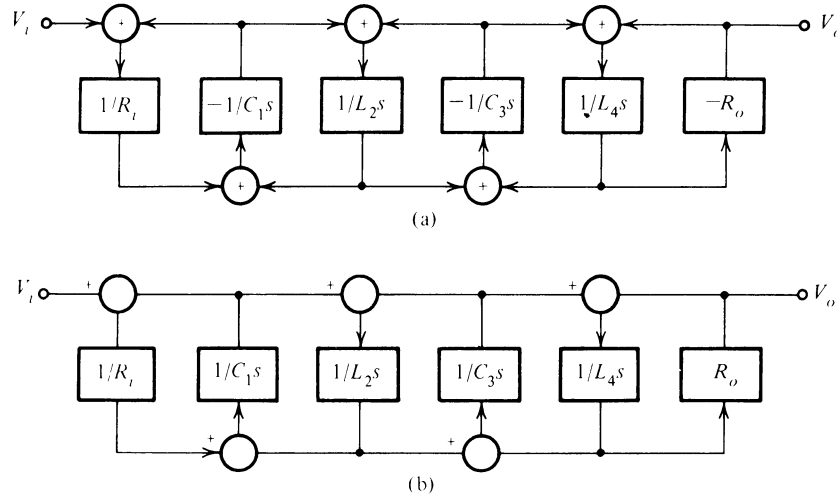 V_i + + + V_o
1/R_i −1/C_1s 1/L_2s −1/C_3s 1/L_4s −R_o
+ +
(a)
V_i + + + V_o
1/R_i 1/C_1s 1/L_2s 1/C_3s 1/L_4s R_o
+ +
(b)